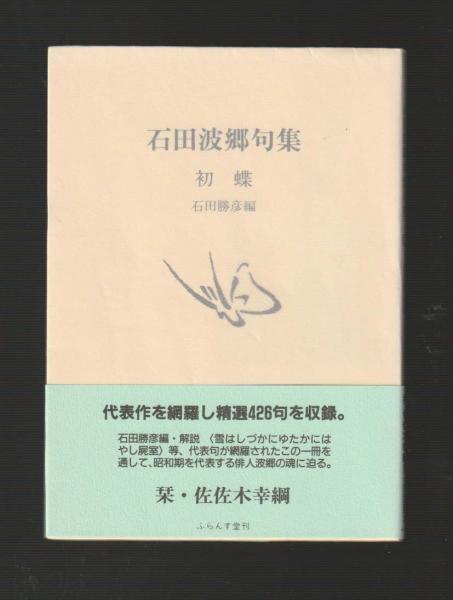 石田波郷句集
初蝶
石田勝彦編
代表作を網羅し精選426句を収録。
石田勝彦編・解説 〈雪はしづかにゆたかには
やし屍室〉等、代表句が網羅されたこの一冊を
通して、昭和期を代表する俳人波郷の魂に迫る。
栞・佐佐木幸綱
ふらんす堂刊